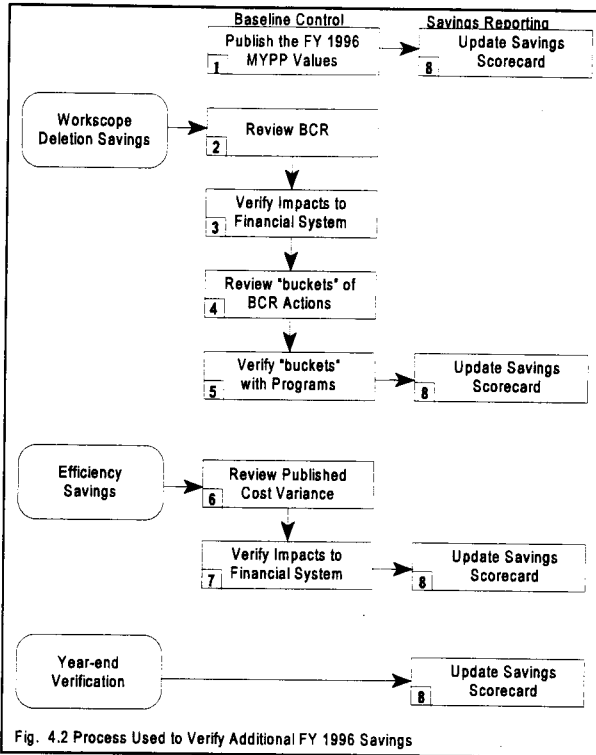 Baseline Control
Savings Reporting
Publish the FY 1996
MYPP Values
1
Update Savings
Scorecard
8
Workscope
Deletion Savings
Review BCR
2
Verify Impacts to
Financial System
3
Review "buckets" of
BCR Actions
4
Verify "buckets"
with Programs
5
Update Savings
Scorecard
8
Efficiency
Savings
Review Published
Cost Variance
6
Verify Impacts to
Financial System
7
Update Savings
Scorecard
8
Year-end
Verification
Update Savings
Scorecard
8
Fig. 4.2 Process Used to Verify Additional FY 1996 Savings